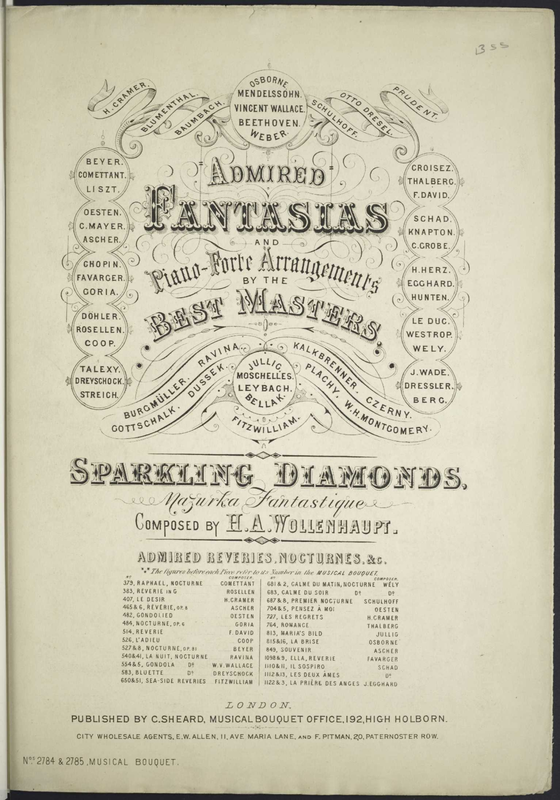 B 55
H. CRAMER.
BLUMENTHAL.
BAUMBACH.
OSBORNE
MENDELSSOHN.
VINCENT WALLACE.
BEETHOVEN.
WEBER.
SCHULHOFF.
OTTO DRESEL.
PRUDENT.
BEYER.
COMETTANT.
LISZT.
OESTEN.
C. MAYER.
ASCHER.
CHOPIN.
FAVARGER.
GORIA.
DÖHLER.
ROSELLEN.
COOP.
TALEXY.
DREYSCHOCK.
STREICH.
"ADMIRED"
FANTASIAS
AND
Piano-Forte Arrangements
BY THE
BEST MASTERS.
CROISEZ.
THALBERG.
F. DAVID.
SCHAD.
KNAPTON.
C. GROBE.
H. HERZ.
EGGHARD.
HUNTEN.
LE DUC.
WESTROP.
WELY.
J. WADE.
DRESSLER.
BERG.
BURGMÜLLER. RAVINA.
GOTTSCHALK. DUSSEK.
JULLIG.
MOSCHELLES.
LEYBACH.
BELLAK.
FITZWILLIAM.
KALKBRENNER. CZERNY.
PLACHY. W.H. MONTGOMERY.
SPARKLING DIAMONDS.
Mazurka Fantastique
COMPOSED BY H. A. WOLLENHAUPT.
ADMIRED REVERIES, NOCTURNES, &c.
The figures before each Piece refer to its Number in the MUSICAL BOUQUET.
COMPOSER.
379, RAPHAEL, NOCTURNE COMETTANT
383, REVERIE IN G ROSELLEN
407, LE DESIR H. CRAMER
465 & 6, REVERIE, OP. 8 ASCHER
482, GONDOLIED OESTEN
484, NOCTURNE, OP. 6 GORIA
514, REVERIE F. DAVID
526, L'ADIEU COOP
527 & 8, NOCTURNE, OP. 81 BEYER
540 & 41, LA NUIT, NOCTURNE RAVINA
554 & 5, GONDOLA Do. W. V. WALLACE
583, BLUETTE Do. DREYSCHOCK
650 & 51, SEA-SIDE REVERIES FITZWILLIAM
COMPOSER.
681 & 2, CALME DU MATIN, NOCTURNE WÉLY
683, CALME DU SOIR Do. Do.
687 & 8, PREMIER NOCTURNE SCHULHOFF
704 & 5, PENSEZ À MOI OESTEN
727, LES REGRETS H. CRAMER
764, ROMANCE THALBERG
813, MARIA'S BILD JULLIG
815 & 16, LA BRISE OSBORNE
849, SOUVENIR ASCHER
1098 & 9, ELLA, REVERIE FAVARGER
1110 & 11, IL SOSPIRO SCHAD
1112 & 13, LES DEUX ÂMES Do.
1122 & 3, LA PRIÈRE DES ANGES J. EGGHARD
LONDON.
PUBLISHED BY C. SHEARD, MUSICAL BOUQUET OFFICE, 192, HIGH HOLBORN.
CITY WHOLESALE AGENTS, E.W. ALLEN, 11, AVE MARIA LANE, AND F. PITMAN, 20, PATERNOSTER ROW.
Nos. 2784 & 2785, MUSICAL BOUQUET.